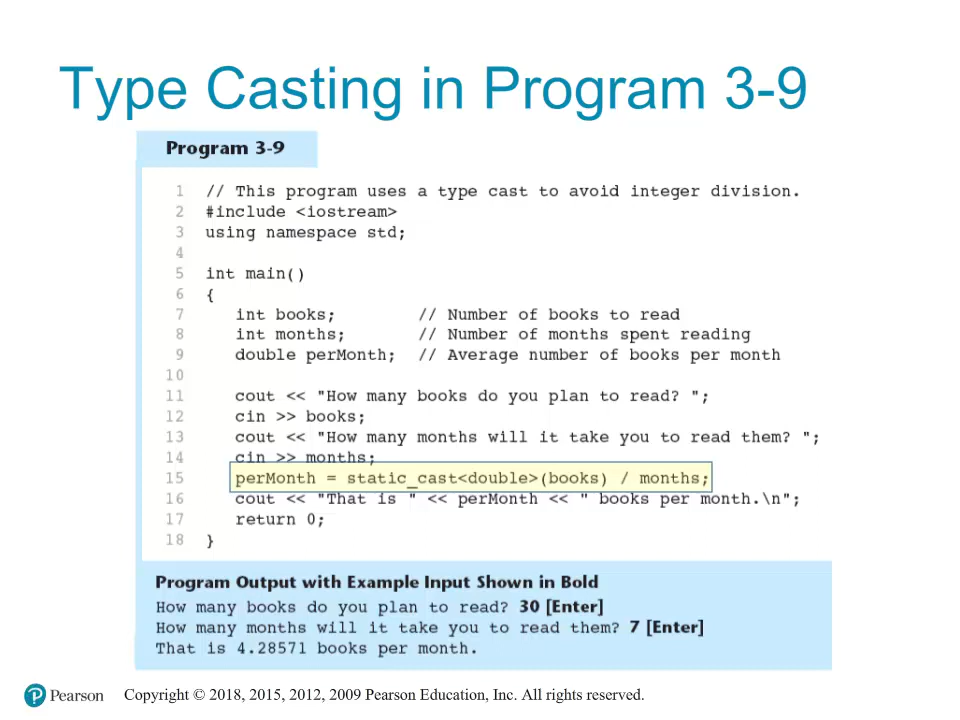 Type Casting in Program 3-9
Program 3-9
1 // This program uses a type cast to avoid integer division.
2 #include <iostream>
3 using namespace std;
4
5 int main()
6 {
7 int books; // Number of books to read
8 int months; // Number of months spent reading
9 double perMonth; // Average number of books per month
10
11 cout << "How many books do you plan to read? ";
12 cin >> books;
13 cout << "How many months will it take you to read them? ";
14 cin >> months;
15 perMonth = static_cast<double>(books) / months;
16 cout << "That is " << perMonth << " books per month.\n";
17 return 0;
18 }
Program Output with Example Input Shown in Bold
How many books do you plan to read? 30 [Enter]
How many months will it take you to read them? 7 [Enter]
That is 4.28571 books per month.
P Pearson Copyright © 2018, 2015, 2012, 2009 Pearson Education, Inc. All rights reserved.